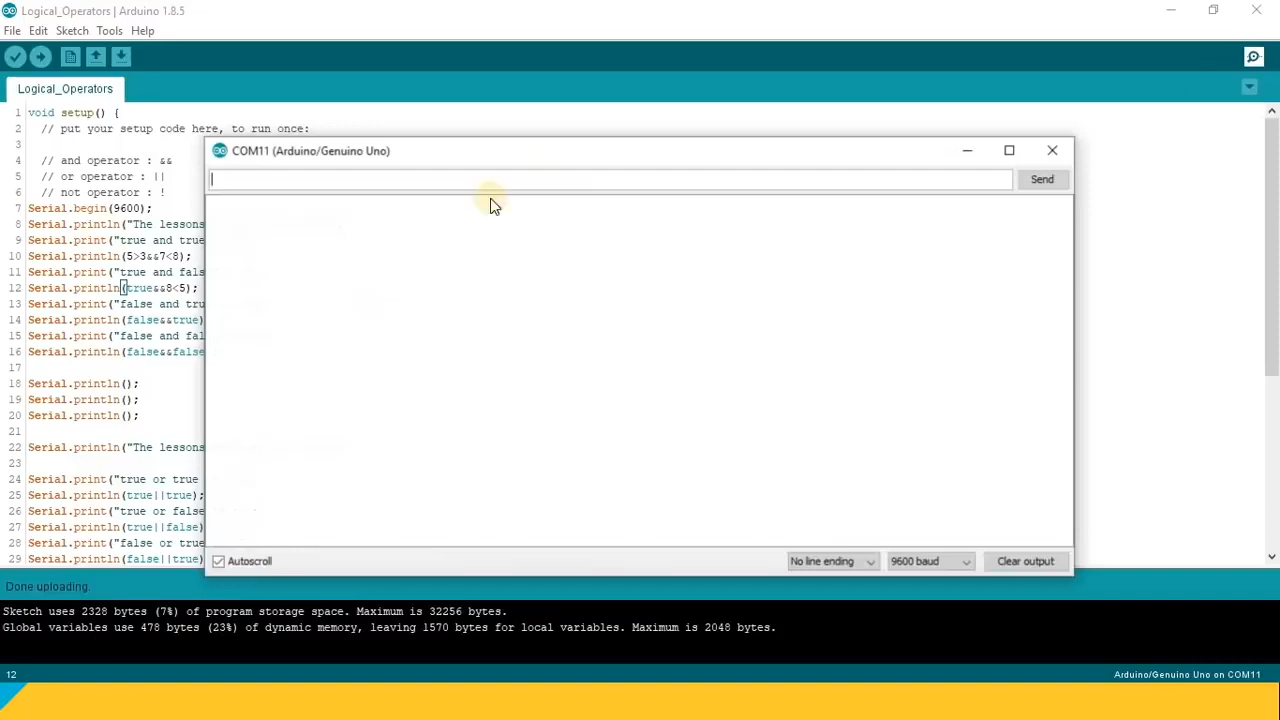 Logical_Operators | Arduino 1.8.5
File Edit Sketch Tools Help
Logical_Operators
1 void setup() {
2 // put your setup code here, to run once:
3
COM11 (Arduino/Genuino Uno)
4 // and operator : &&
5 // or operator : ||
Send
6 // not operator : !
7 Serial.begin(9600);
8 Serial.println("The lessons
9 Serial.print("true and true
10 Serial.println(5>3&&7<8);
11 Serial.print("true and fals
12 Serial.println(true&&8<5);
13 Serial.print("false and tru
14 Serial.println(false&&true)
15 Serial.print("false and fal
16 Serial.println(false&&false
17
18 Serial.println();
19 Serial.println();
20 Serial.println();
21
22 Serial.println("The lessons
23
24 Serial.print("true or true
25 Serial.println(true||true);
26 Serial.print("true or false
27 Serial.println(true||false)
28 Serial.print("false or true
29 Serial.println(false||true)
Autoscroll No line ending 9600 baud Clear output
Done uploading.
Sketch uses 2328 bytes (7%) of program storage space. Maximum is 32256 bytes.
Global variables use 478 bytes (23%) of dynamic memory, leaving 1570 bytes for local variables. Maximum is 2048 bytes.
12 Arduino/Genuino Uno on COM11